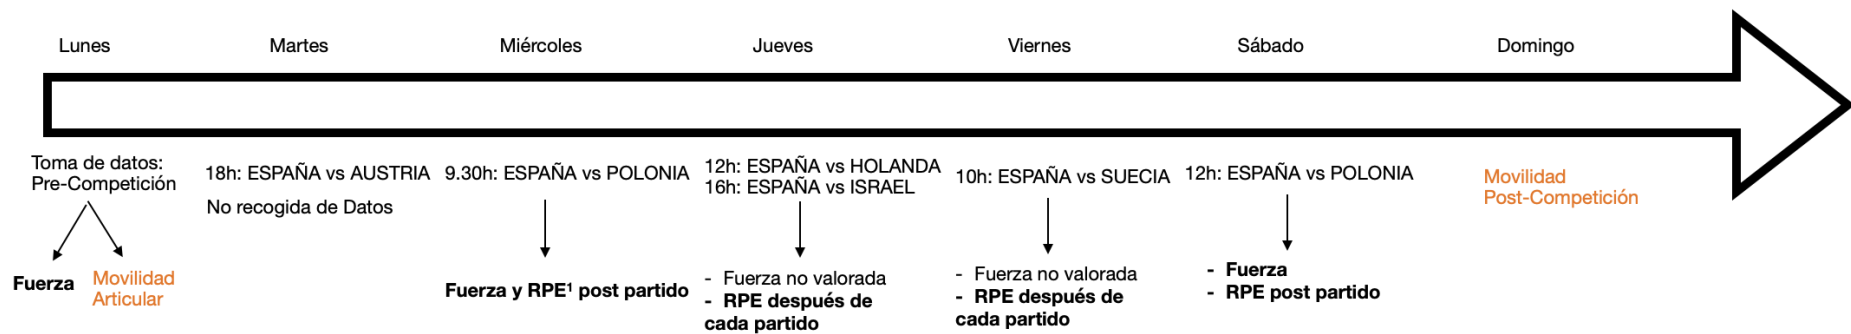 Lunes
Martes
Miércoles
Jueves
Viernes
Sábado
Domingo
Toma de datos:
Pre-Competición
Fuerza
Movilidad
Articular
18h: ESPAÑA vs AUSTRIA
No recogida de Datos
9.30h: ESPAÑA vs POLONIA
Fuerza y RPE¹ post partido
12h: ESPAÑA vs HOLANDA
16h: ESPAÑA vs ISRAEL
- Fuerza no valorada
- RPE después de
cada partido
10h: ESPAÑA vs SUECIA
- Fuerza no valorada
- RPE después de
cada partido
12h: ESPAÑA vs POLONIA
- Fuerza
- RPE post partido
Movilidad
Post-Competición